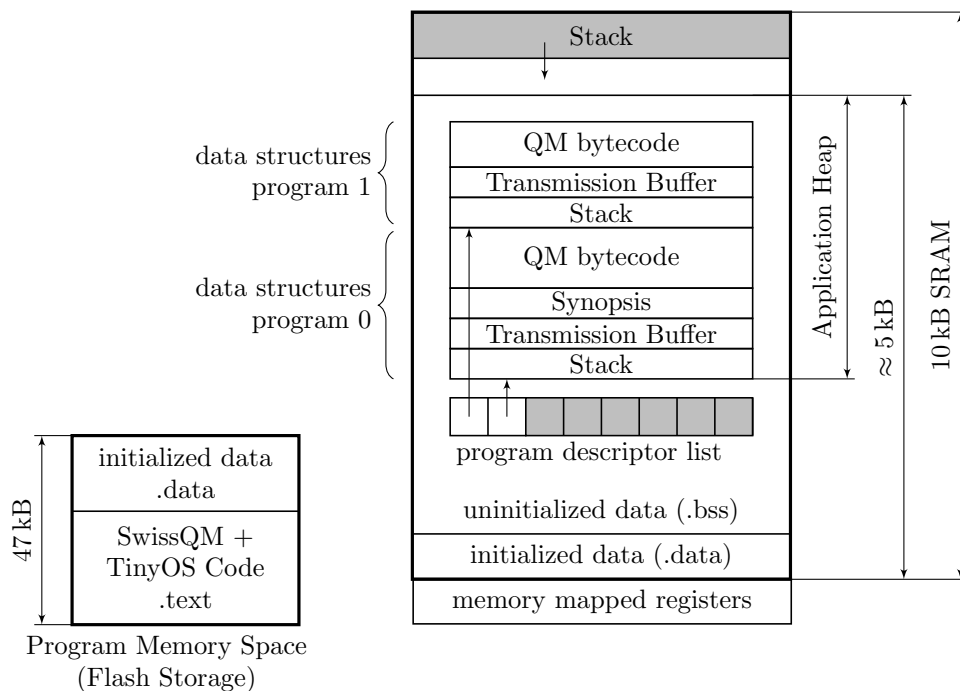 Stack
QM bytecode
Transmission Buffer
Stack
QM bytecode
Synopsis
Transmission Buffer
Stack
data structures
program 1
data structures
program 0
program descriptor list
uninitialized data (.bss)
initialized data (.data)
memory mapped registers
Application Heap
≈ 5 kB
10 kB SRAM
47 kB
initialized data
.data
SwissQM +
TinyOS Code
.text
Program Memory Space
(Flash Storage)